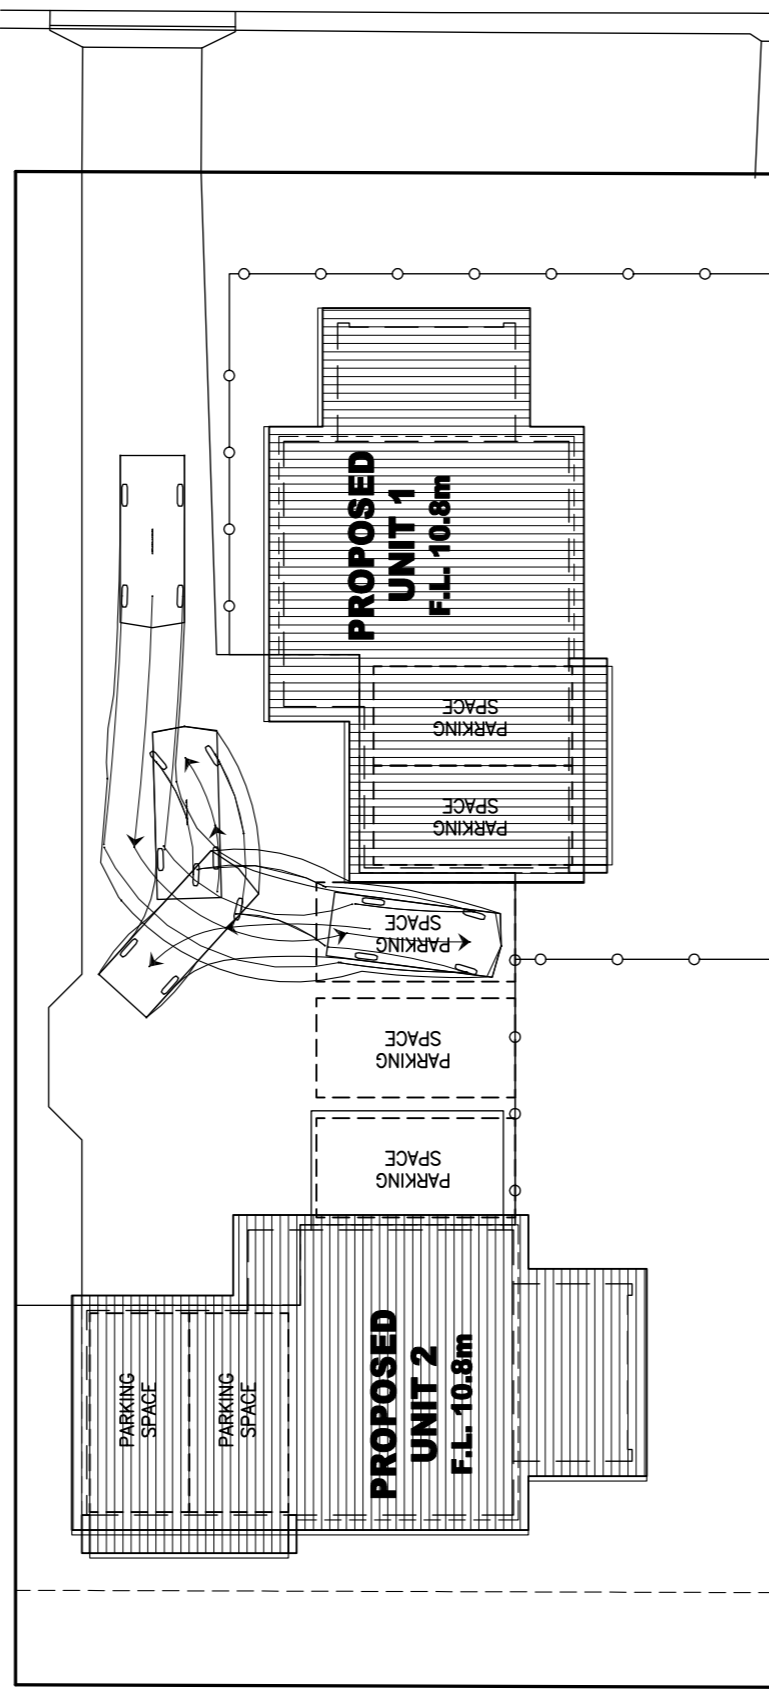 PROPOSED
UNIT 1
F.L. 10.8m
PARKING
SPACE
PARKING
SPACE
PARKING
SPACE
PARKING
SPACE
PARKING
SPACE
PARKING
SPACE
PARKING
SPACE
PROPOSED
UNIT 2
F.L. 10.8m